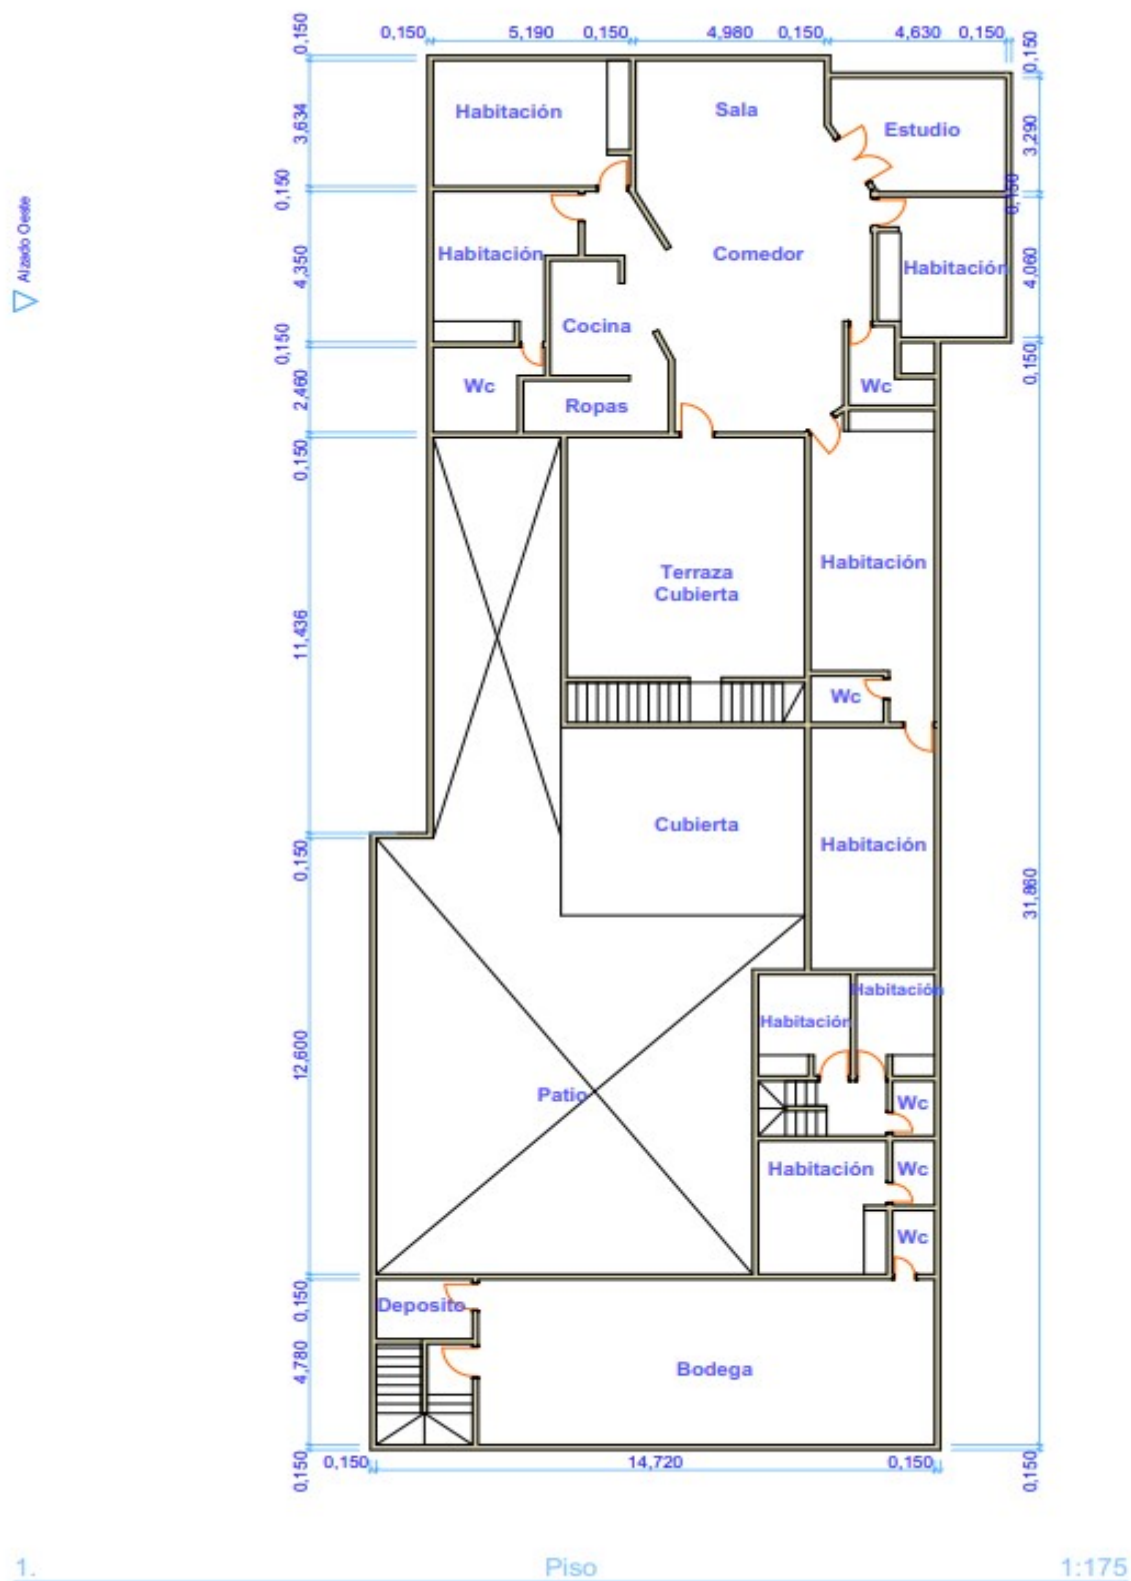 0,150 5,190 0,150 4,980 0,150 4,630 0,150
0,150
0,150
3,634
3,290
0,150
0,150
4,350
4,060
0,150
0,150
2,460
0,150
11,436
0,150
31,860
12,600
0,150
4,780
0,150
0,150
0,150 14,720 0,150
Alzado Oeste
Habitación
Sala
Estudio
Habitación
Comedor
Habitación
Cocina
Wc
Wc
Ropas
Habitación
Terraza
Cubierta
Wc
Cubierta
Habitación
Habitación
Habitación
Patio
Wc
Habitación
Wc
Wc
Deposito
Bodega
1. Piso 1:175